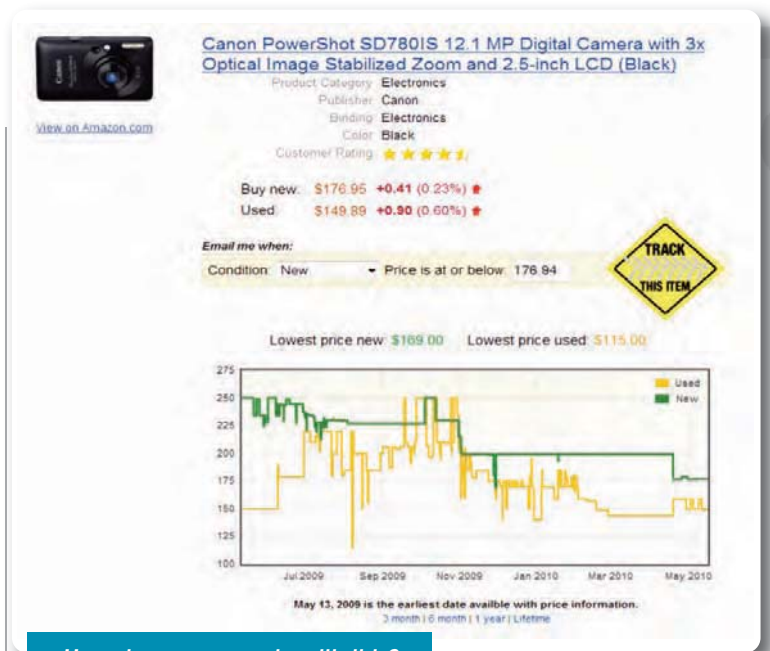 Canon PowerShot SD780IS 12.1 MP Digital Camera with 3x
Optical Image Stabilized Zoom and 2.5-inch LCD (Black)
View on Amazon.com
Product Category Electronics
Publisher Canon
Binding Electronics
Color Black
Customer Rating
Buy new: $176.95 +0.41 (0.23%)
Used: $149.89 +0.90 (0.60%)
Email me when:
Condition: New Price is at or below: 176.94
TRACK
THIS ITEM
Lowest price new: $169.00 Lowest price used: $115.00
275
250
225
200
175
150
125
100
Used
New
Jul 2009 Sep 2009 Nov 2009 Jan 2010 Mar 2010 May 2010
May 13, 2009 is the earliest date availble with price information.
3 month | 6 month | 1 year | Lifetime